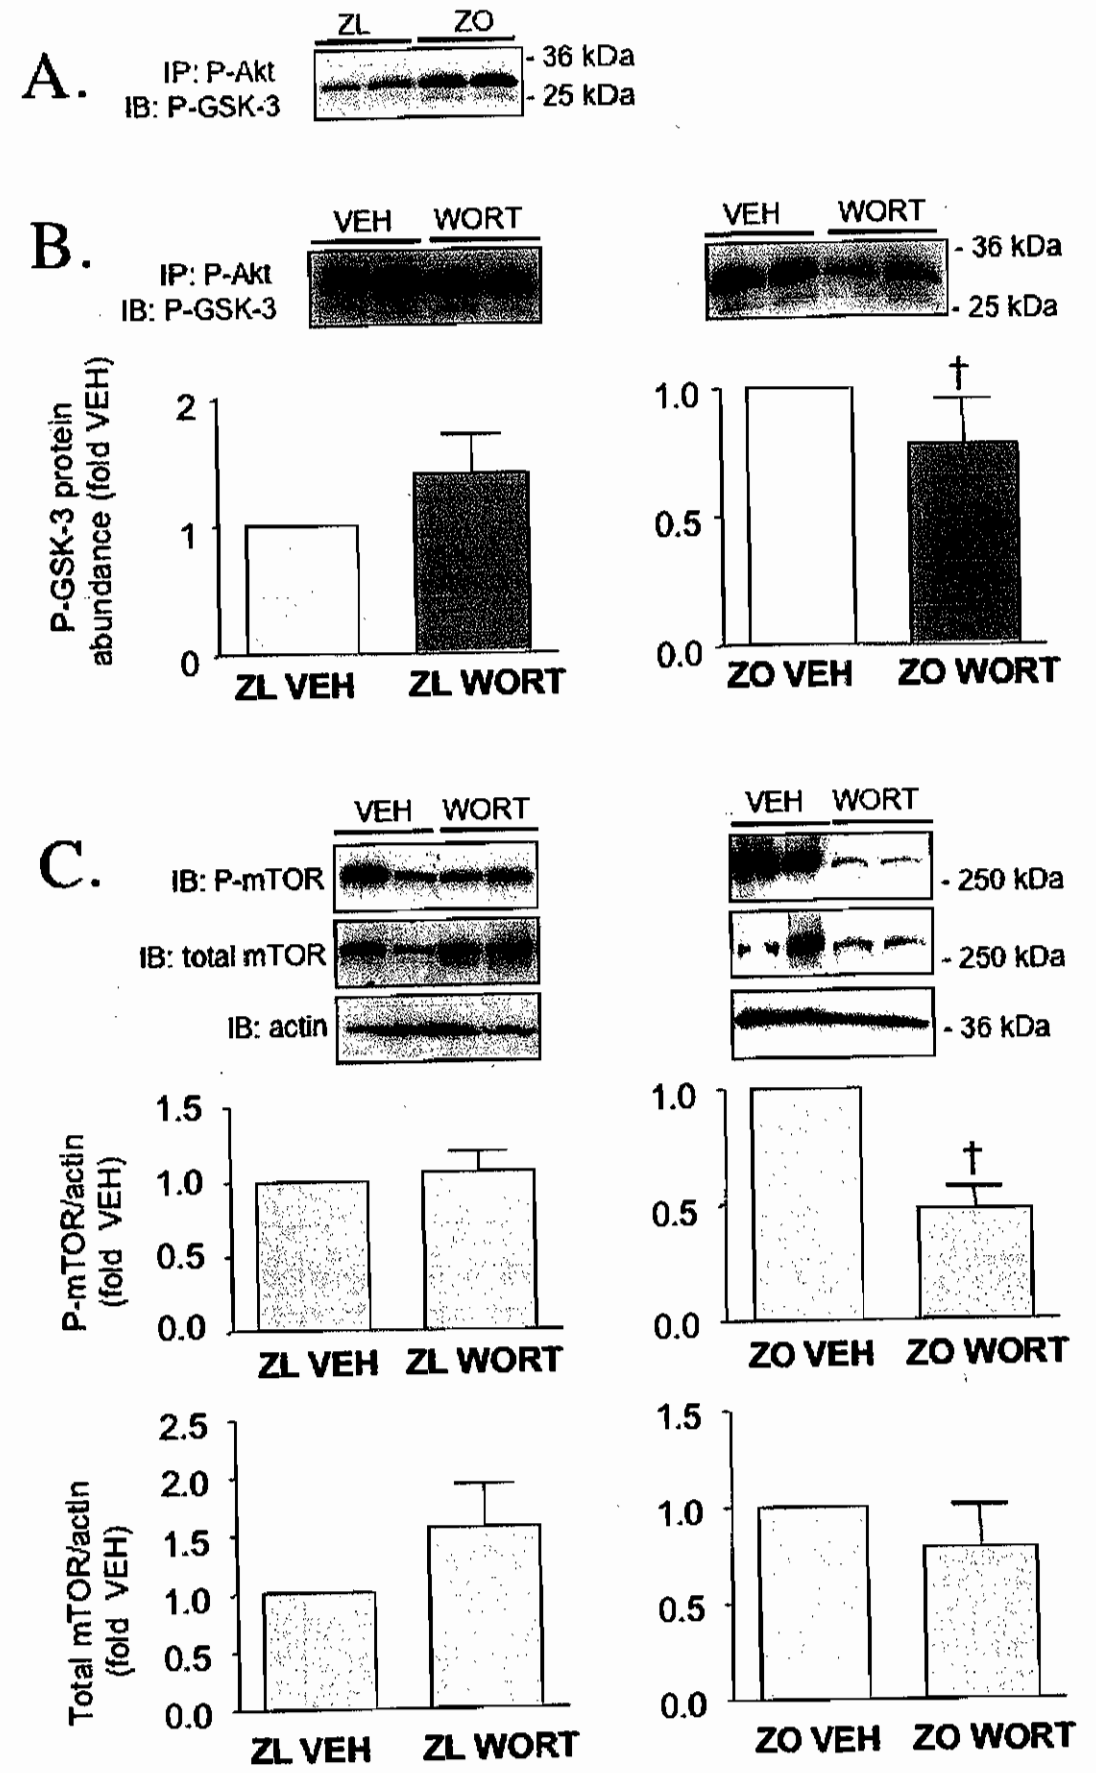 ZL ZO
A.
IP: P-Akt
IB: P-GSK-3
- 36 kDa
- 25 kDa
B.
VEH WORT
VEH WORT
IP: P-Akt
IB: P-GSK-3
- 36 kDa
- 25 kDa
P-GSK-3 protein
abundance (fold VEH)
2
1
0
ZL VEH ZL WORT
†
1.0
0.5
0.0
ZO VEH ZO WORT
C.
VEH WORT
VEH WORT
IB: P-mTOR
- 250 kDa
IB: total mTOR
- 250 kDa
IB: actin
- 36 kDa
P-mTOR/actin
(fold VEH)
1.5
1.0
0.5
0.0
ZL VEH ZL WORT
1.0
†
0.5
0.0
ZO VEH ZO WORT
Total mTOR/actin
(fold VEH)
2.5
2.0
1.5
1.0
0.5
0.0
ZL VEH ZL WORT
1.5
1.0
0.5
0.0
ZO VEH ZO WORT